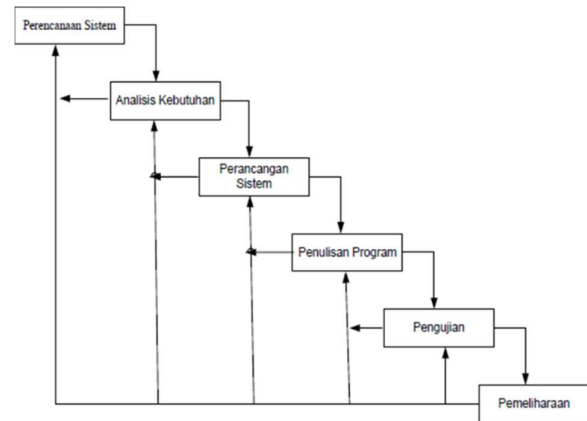 Perencanaan Sistem
Analisis Kebutuhan
Perancangan
Sistem
Penulisan Program
Pengujian
Pemeliharaan